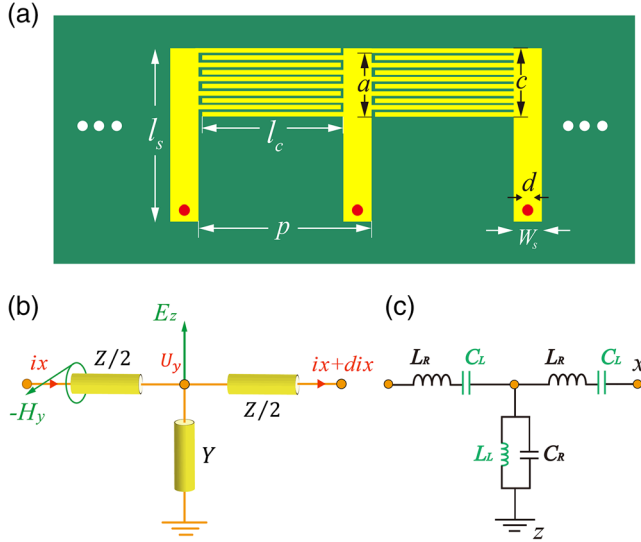 (a)
l_s
l_c
a
c
d
p
W_s
(b)
E_z
ix
Z/2
U_y
ix+dix
-H_y
Z/2
Y
(c)
L_R
C_L
L_R
C_L
x
L_L
C_R
z